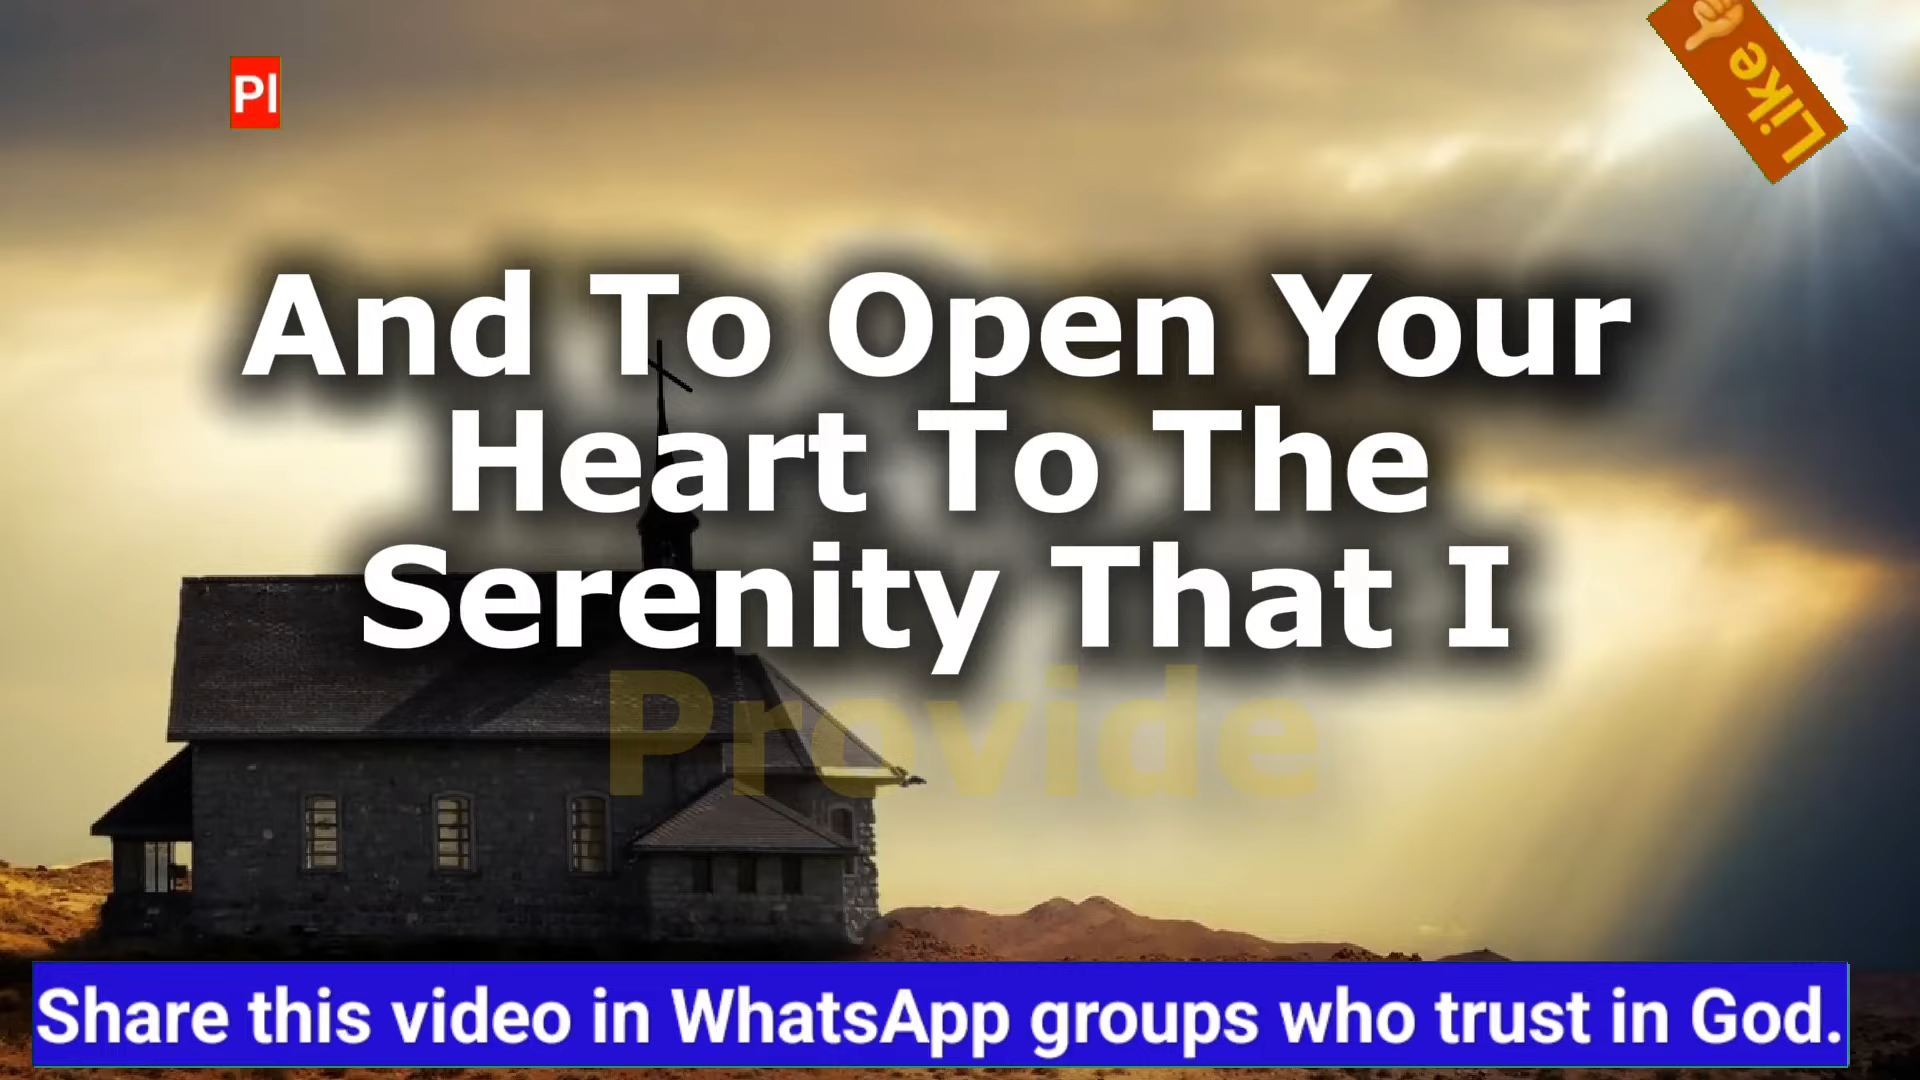 Pl
Like
And To Open Your
Heart To The
Serenity That I
Provide
Share this video in WhatsApp groups who trust in God.